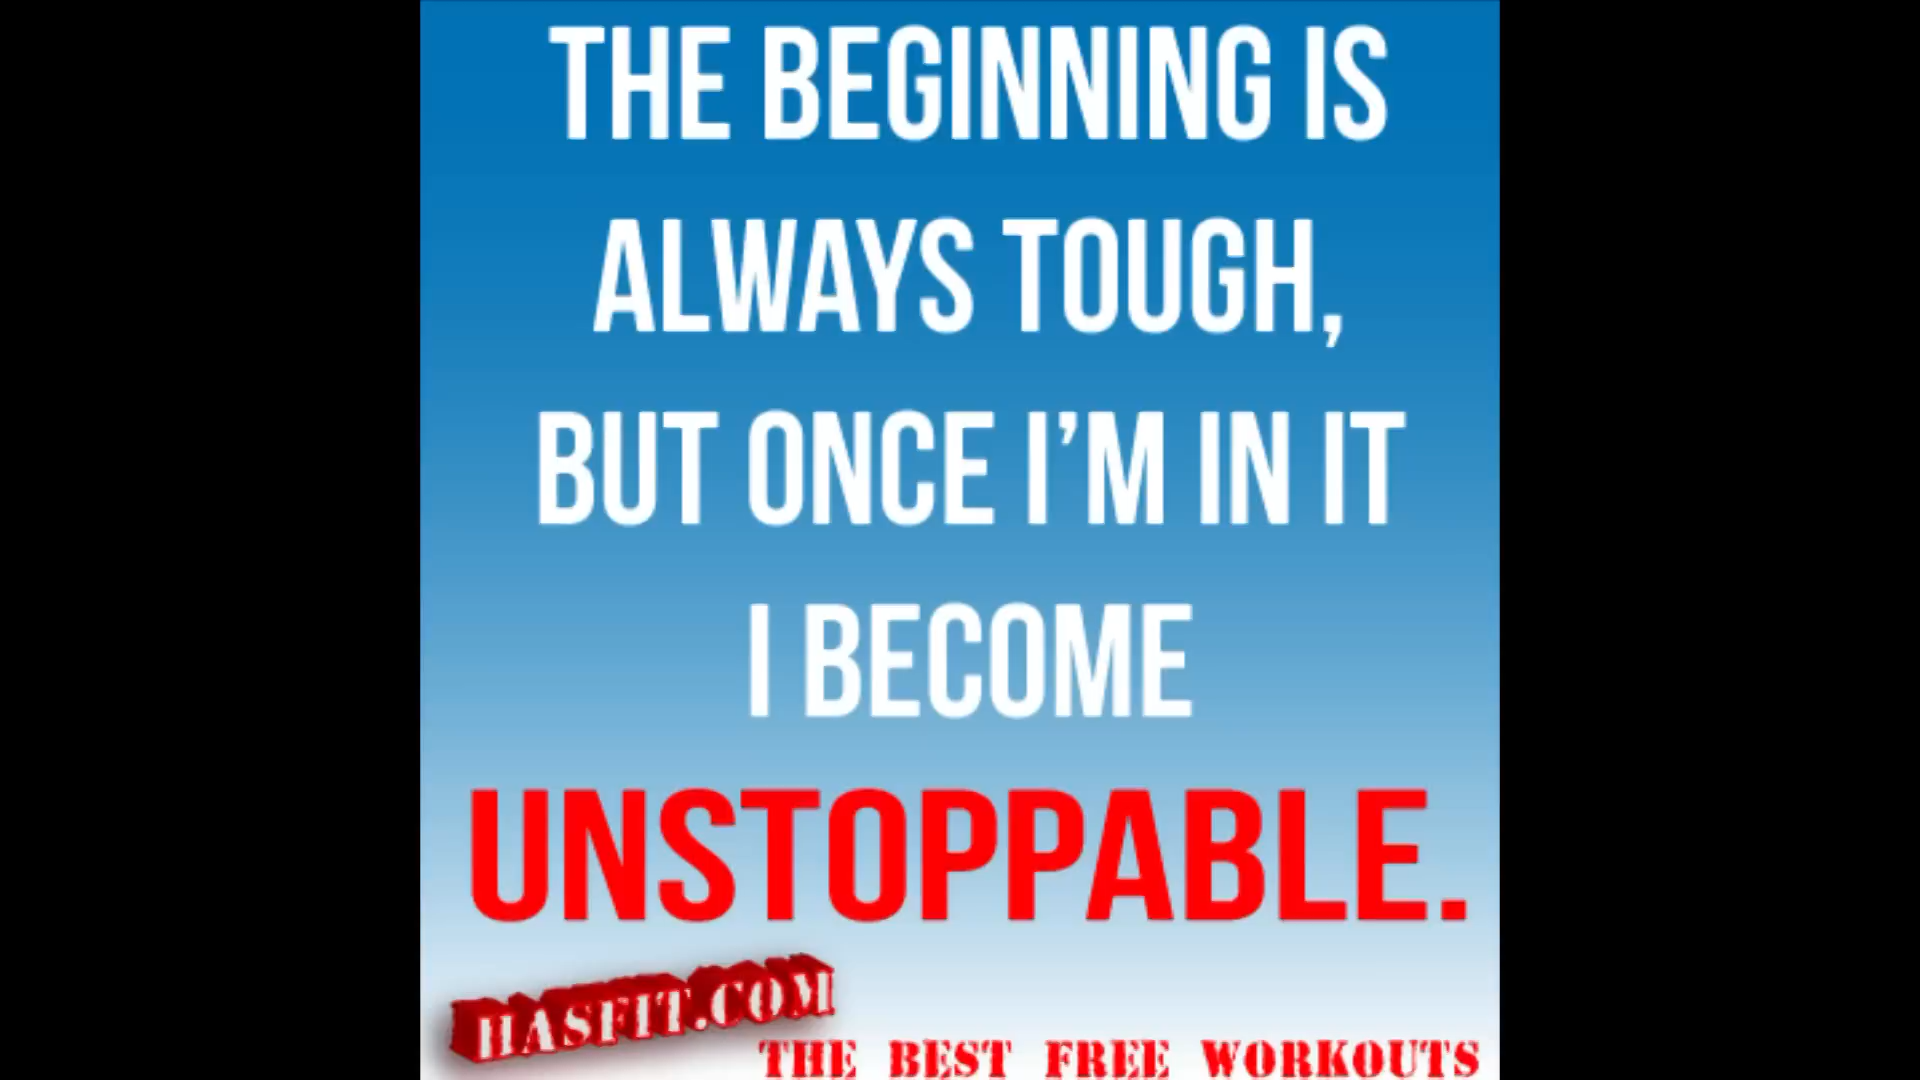 THE BEGINNING IS
ALWAYS TOUGH,
BUT ONCE I'M IN IT
I BECOME
UNSTOPPABLE.
HASFIT.COM
THE BEST FREE WORKOUTS